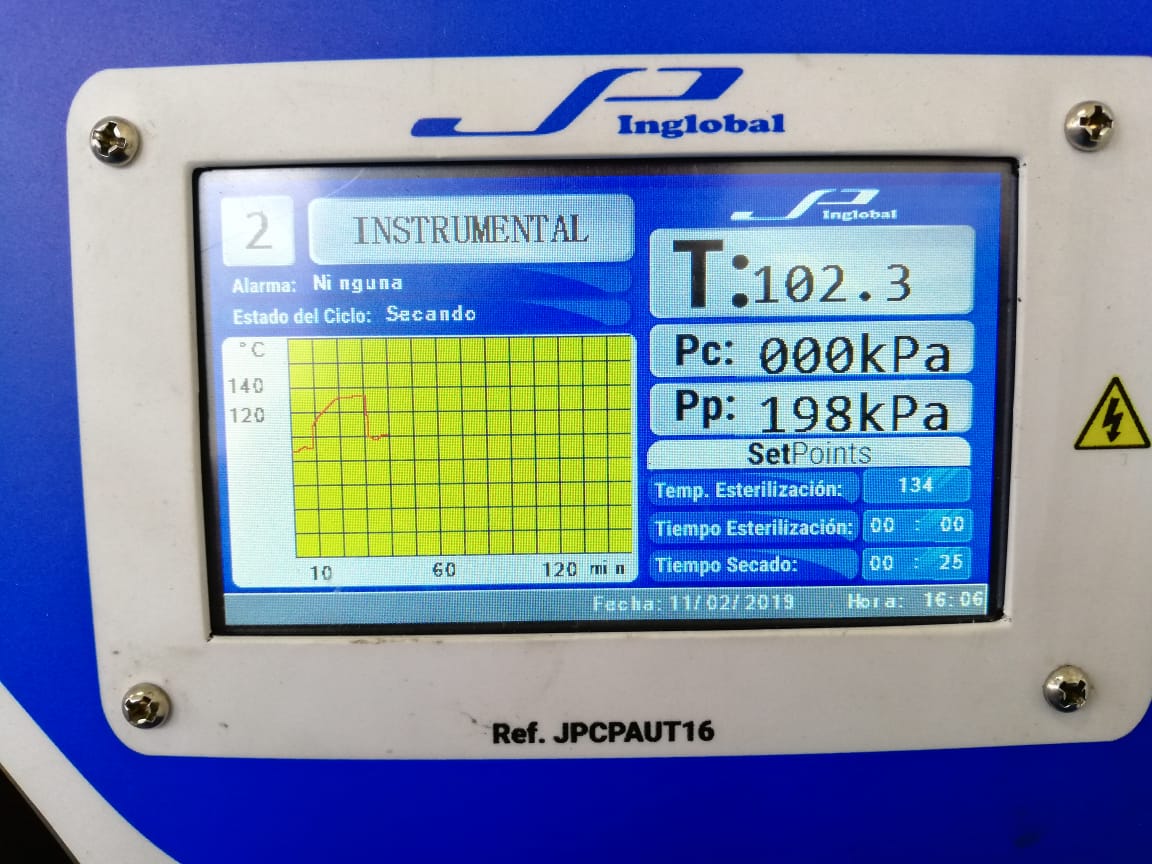 JP Inglobal
2 INSTRUMENTAL
Alarma: Ninguna
Estado del Ciclo: Secando
°C
140
120
10 60 120 min
JP Inglobal
T:102.3
Pc: 000kPa
Pp: 198kPa
SetPoints
Temp. Esterilización: 134
Tiempo Esterilización: 00 : 00
Tiempo Secado: 00 : 25
Fecha: 11/02/2019 Hora: 16:06
Ref. JPCPAUT16